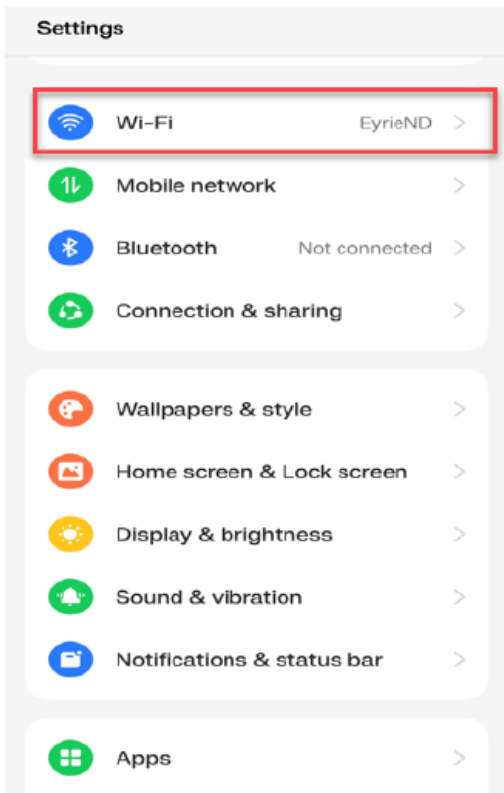 Settings
Wi-Fi EyrieND
Mobile network
Bluetooth Not connected
Connection & sharing
Wallpapers & style
Home screen & Lock screen
Display & brightness
Sound & vibration
Notifications & status bar
Apps